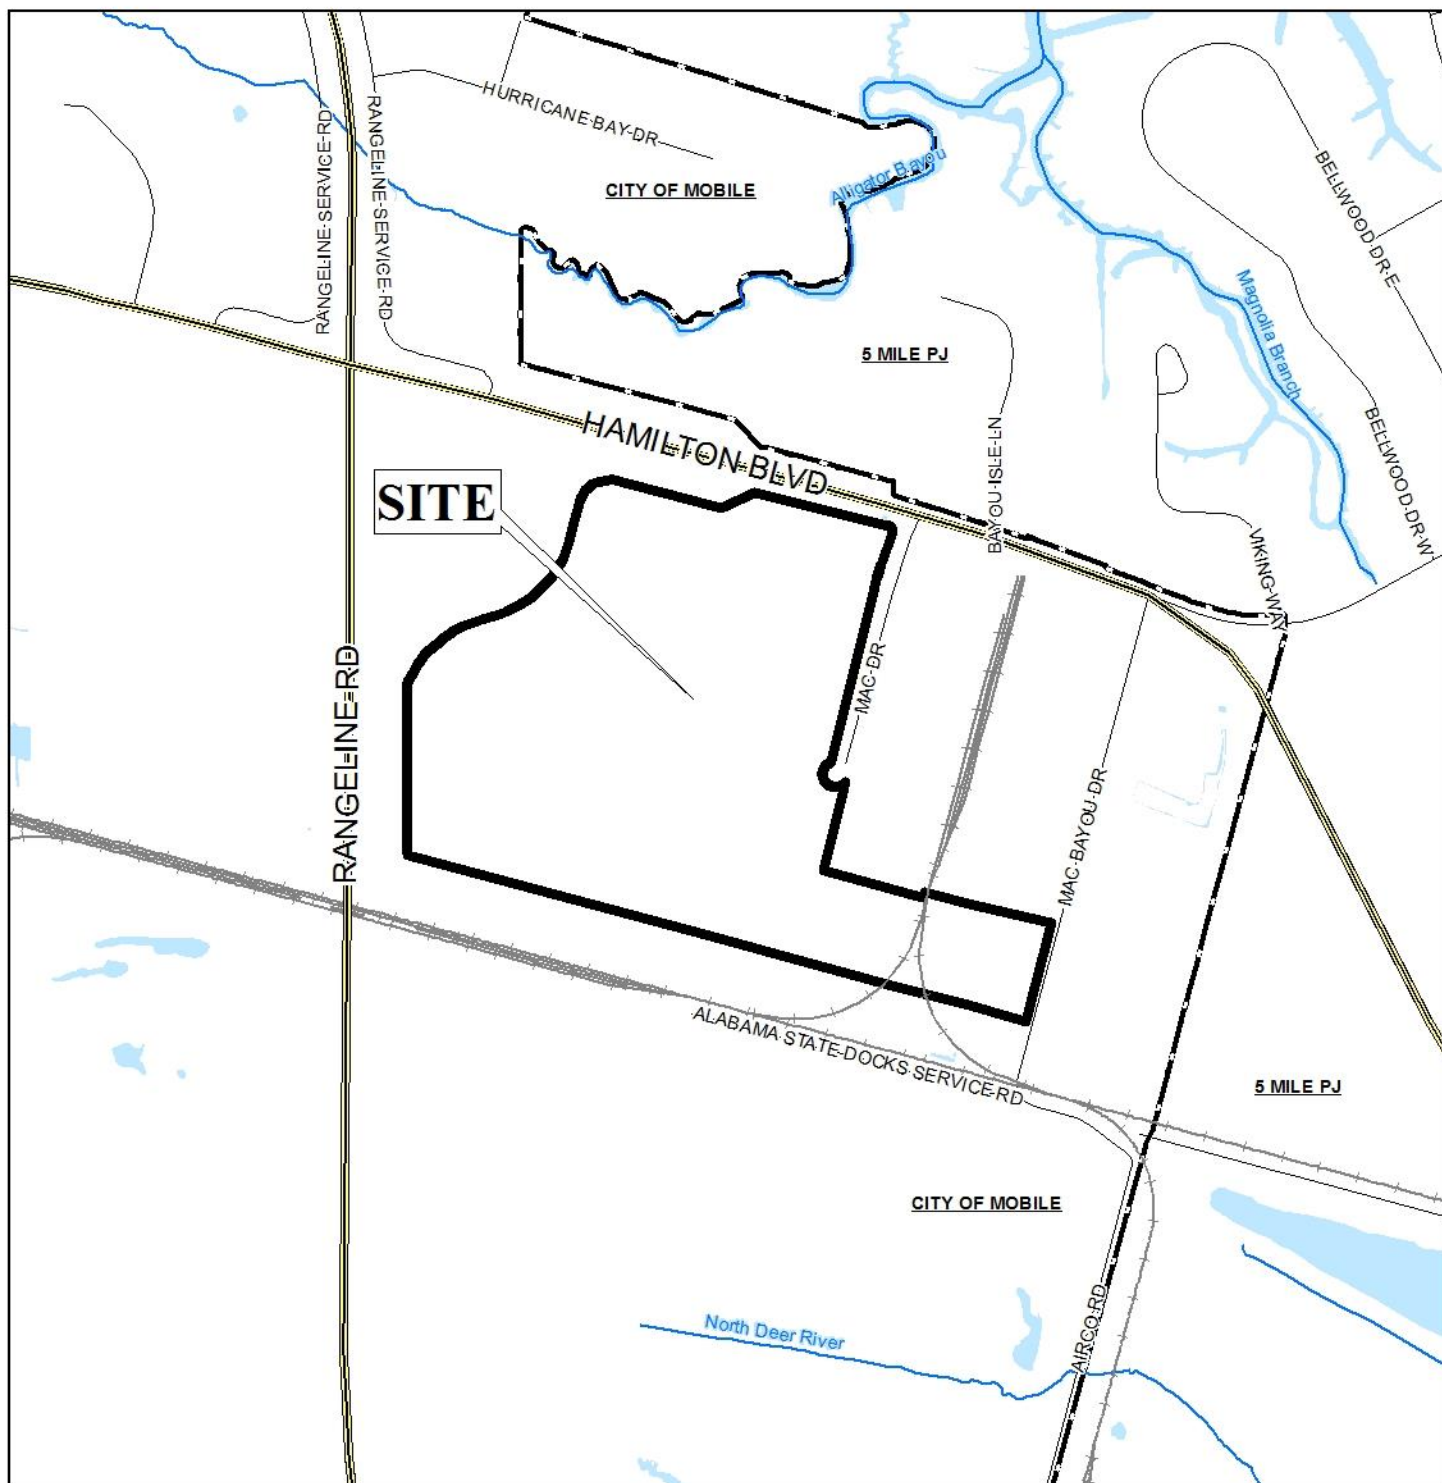 RANGELINE SERVICE RD
RANGELINE SERVICE RD
HURRICANE BAY DR
CITY OF MOBILE
Alligator Bayou
BELLWOOD DR E
Magnolia Branch
5 MILE PJ
HAMILTON BLVD
BAYOU ISLE LN
BELLWOOD DR W
SITE
VIKING WAY
RANGELINE RD
MAC DR
MAC BAYOU DR
ALABAMA STATE DOCKS SERVICE RD
5 MILE PJ
CITY OF MOBILE
AIRCO RD
North Deer River